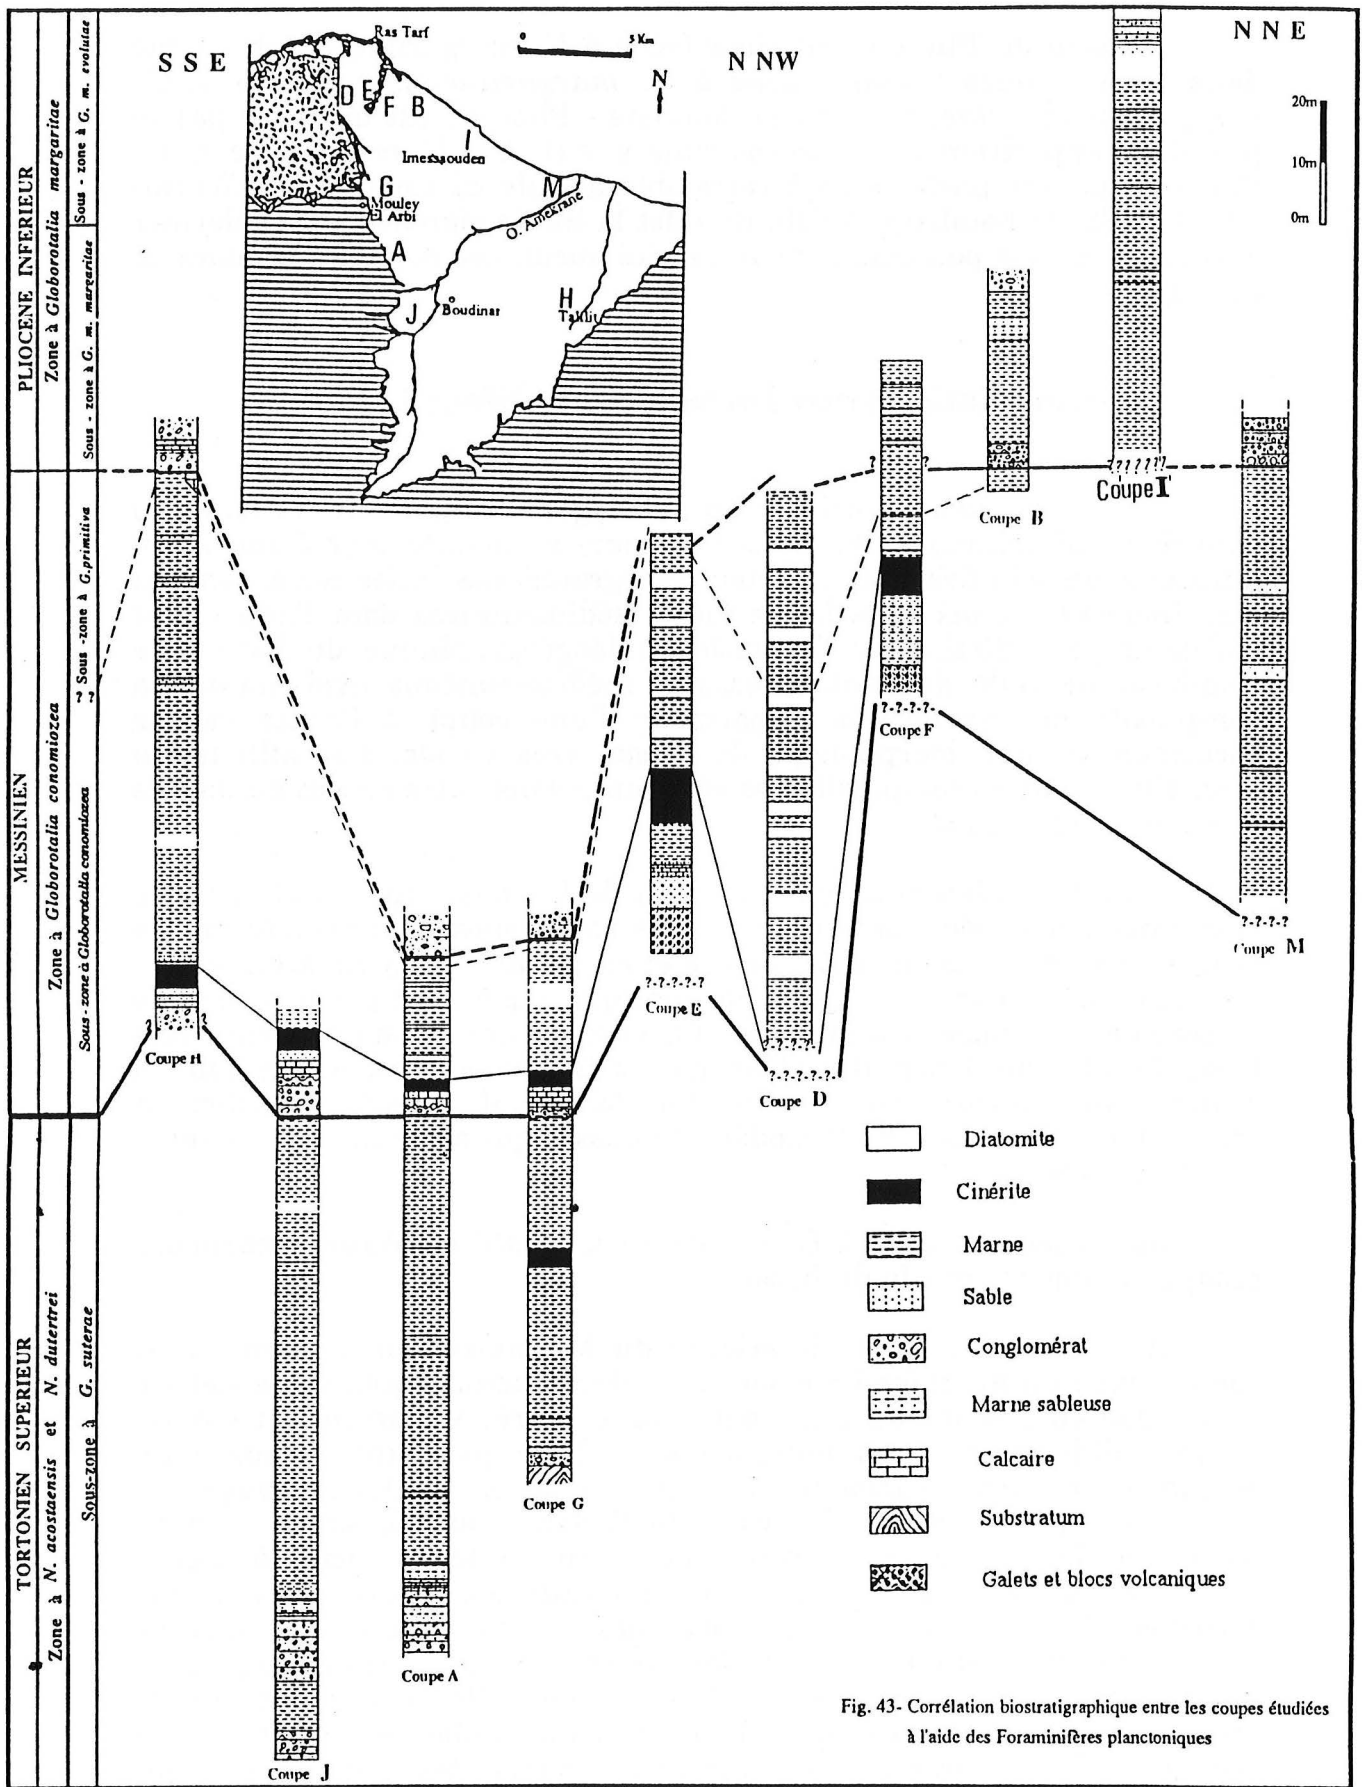 SSE
NNW
NNE
Ras Tarf
0
5 Km
N
D
E
F
B
I
Imessaouden
G
Mouley
El Arbi
M
O. Amekrane
A
J
Boudinar
H
Tablit
20m
10m
0m
PLIOCENE INFERIEUR
Zone à Globorotalia margaritae
Sous - zone à G. m. evolutae
Sous - zone à G. m. margaritae
MESSINIEN
Zone à Globorotalia conomiozea
Sous -zone à G.primitiva
? ?
Sous - zone à Globorotalia conomiozea
TORTONIEN SUPERIEUR
Zone à N. acostaensis et N. dutertrei
Sous-zone à G. suterae
? ?
Coupe H
Coupe J
Coupe A
Coupe G
?-?-?-?-?
Coupe E
?-?-?-?
?-?-?-?-?-?-
Coupe D
? ?
?-?-?-?-
Coupe F
Coupe B
??????
Coupe I
?-?-?-?
Coupe M
Diatomite
Cinérite
Marne
Sable
Conglomérat
Marne sableuse
Calcaire
Substratum
Galets et blocs volcaniques
Fig. 43- Corrélation biostratigraphique entre les coupes étudiées
à l'aide des Foraminifères planctoniques